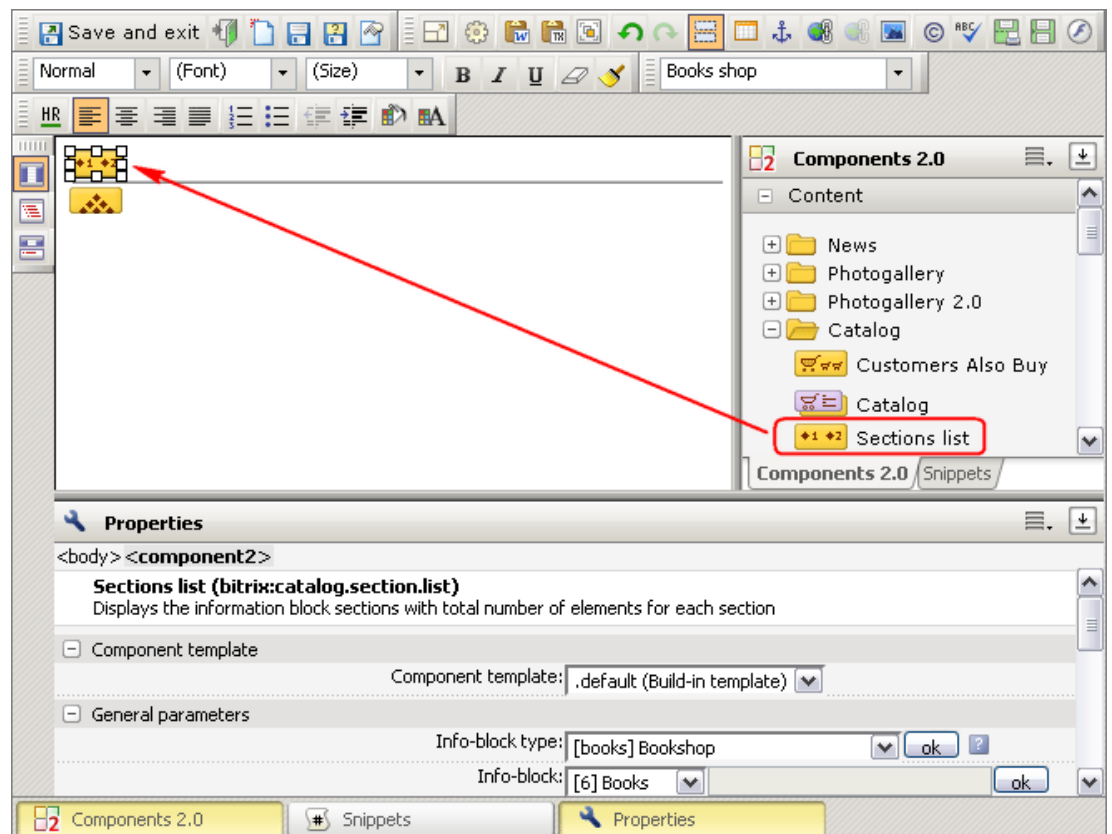 Save and exit
Normal (Font) (Size) B I U Books shop
HR
Components 2.0
Content
News
Photogallery
Photogallery 2.0
Catalog
Customers Also Buy
Catalog
Sections list
Components 2.0 Snippets
Properties
<body> <component2>
Sections list (bitrix:catalog.section.list)
Displays the information block sections with total number of elements for each section
Component template
Component template: .default (Build-in template)
General parameters
Info-block type: [books] Bookshop ok ?
Info-block: [6] Books ok
Components 2.0 Snippets Properties